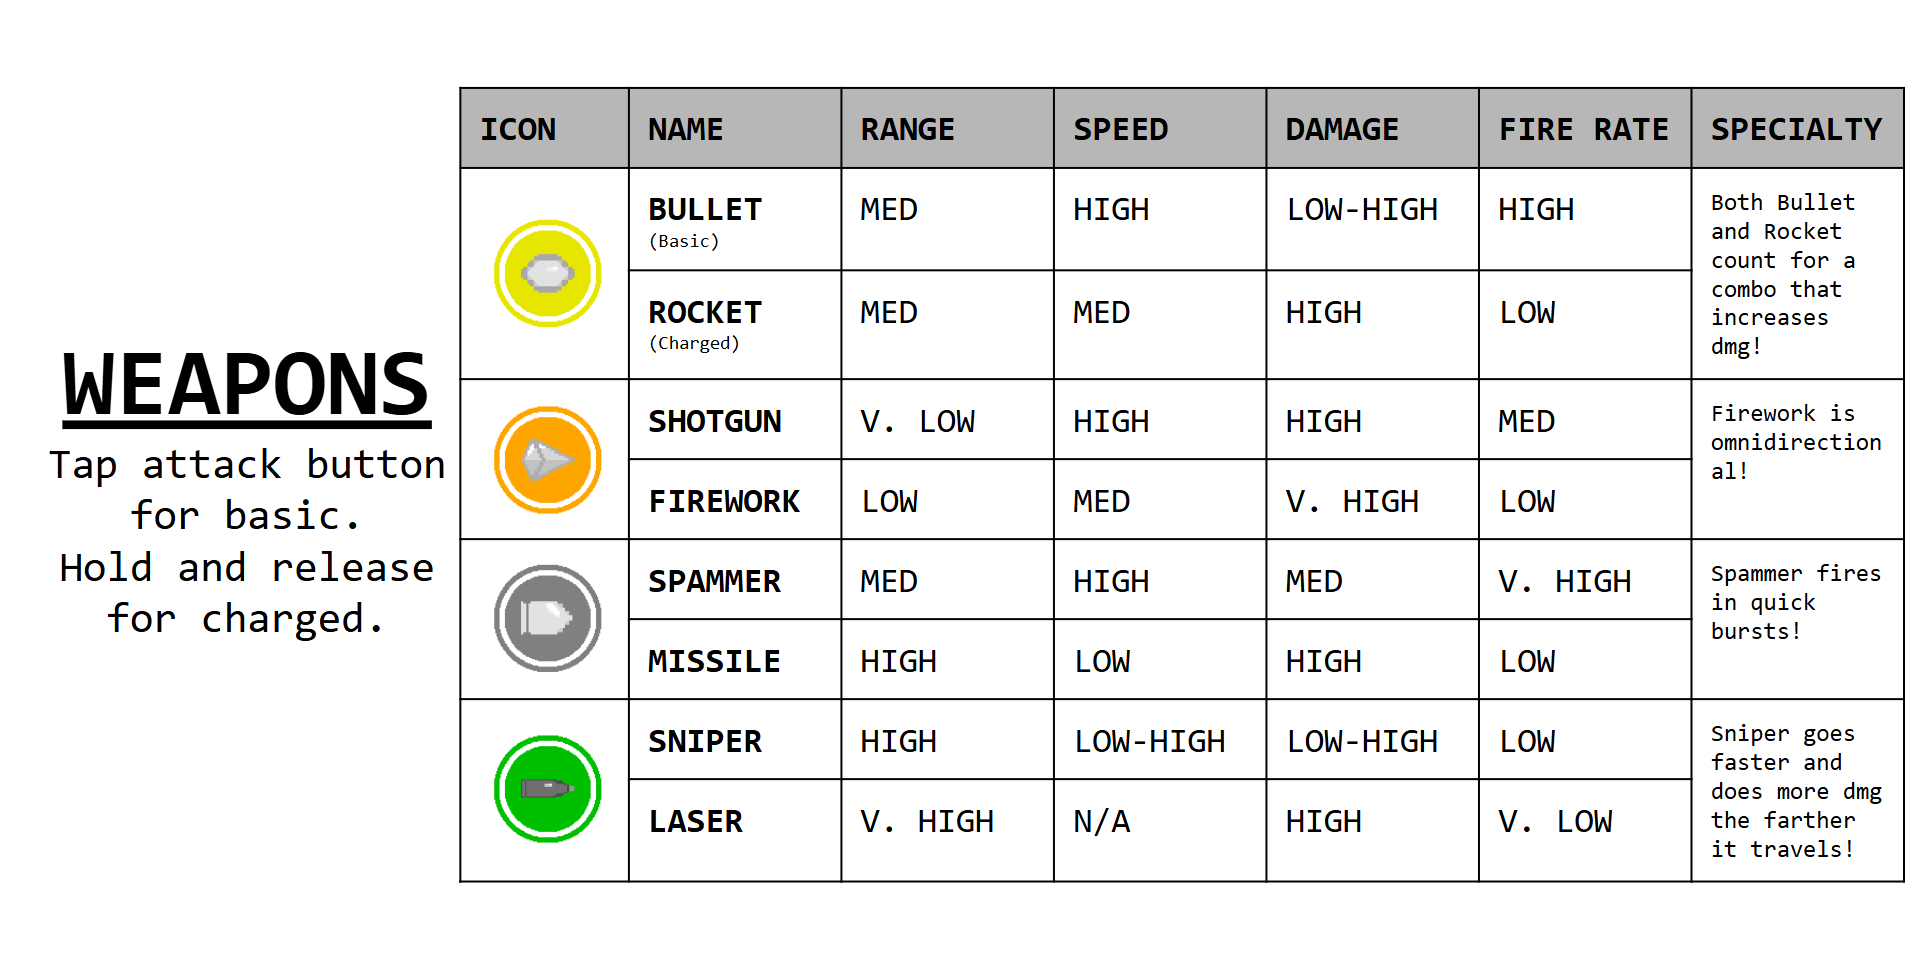 WEAPONS
Tap attack button
for basic.
Hold and release
for charged.
ICON NAME RANGE SPEED DAMAGE FIRE RATE SPECIALTY
BULLET MED HIGH LOW-HIGH HIGH
(Basic)
ROCKET MED MED HIGH LOW
(Charged)
Both Bullet
and Rocket
count for a
combo that
increases
dmg!
SHOTGUN V. LOW HIGH HIGH MED
FIREWORK LOW MED V. HIGH LOW
Firework is
omnidirection
al!
SPAMMER MED HIGH MED V. HIGH
MISSILE HIGH LOW HIGH LOW
Spammer fires
in quick
bursts!
SNIPER HIGH LOW-HIGH LOW-HIGH LOW
LASER V. HIGH N/A HIGH V. LOW
Sniper goes
faster and
does more dmg
the farther
it travels!